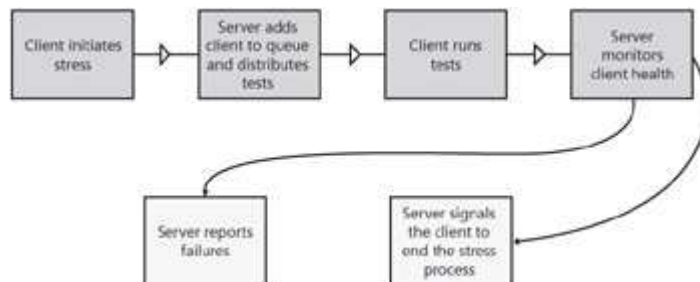 Client initiates
stress
Server adds
client to queue
and distributes
tests
Client runs
tests
Server
monitors
client health
Server reports
failures
Server signals
the client to
end the stress
process